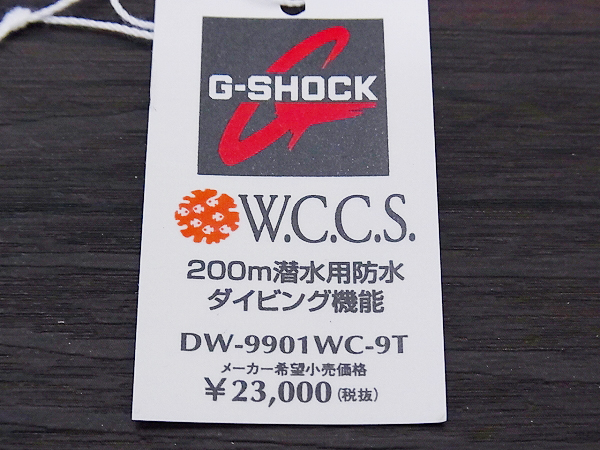 G-SHOCK
W.C.C.S.
200m潜水用防水
ダイビング機能
DW-9901WC-9T
メーカー希望小売価格
￥23,000(税抜)